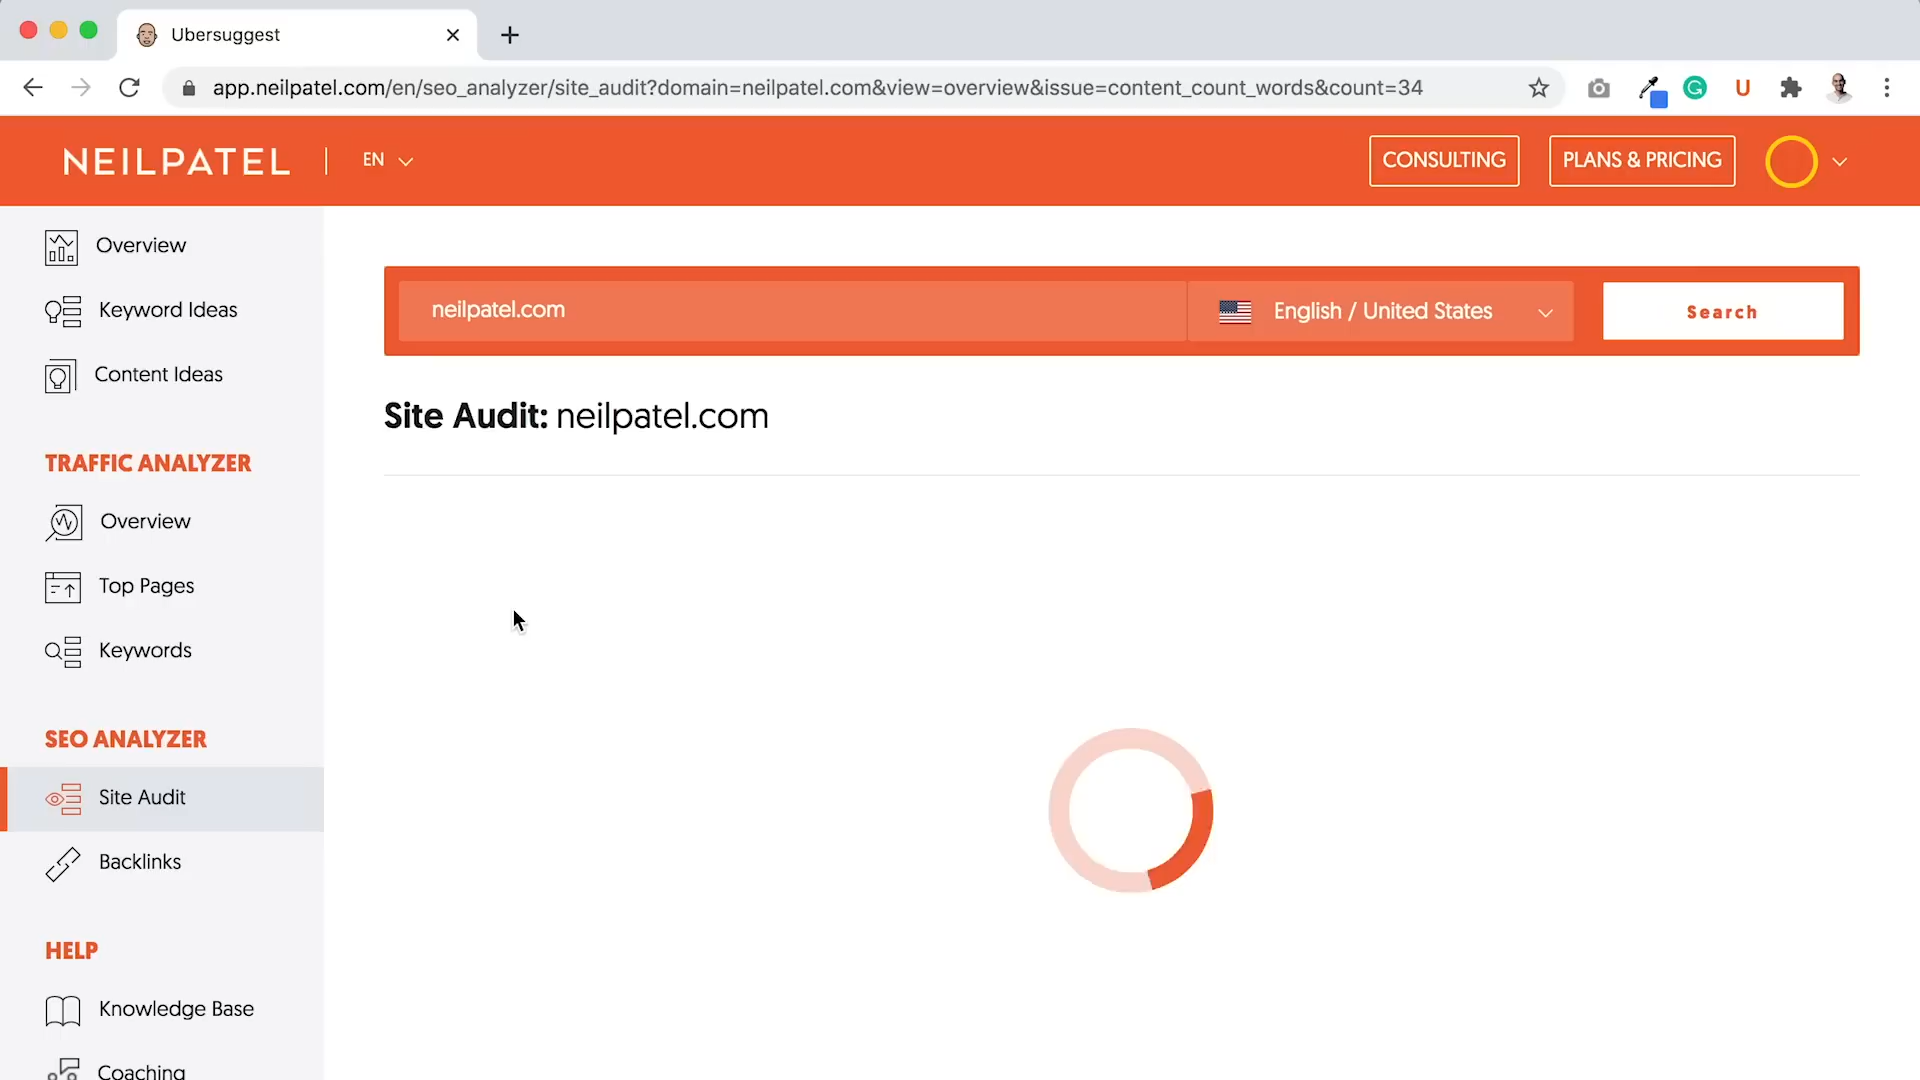 Ubersuggest
app.neilpatel.com/en/seo_analyzer/site_audit?domain=neilpatel.com&view=overview&issue=content_count_words&count=34
NEILPATEL
EN
CONSULTING
PLANS & PRICING
Overview
Keyword Ideas
Content Ideas
TRAFFIC ANALYZER
Overview
Top Pages
Keywords
SEO ANALYZER
Site Audit
Backlinks
HELP
Knowledge Base
Coaching
neilpatel.com
English / United States
Search
Site Audit: neilpatel.com